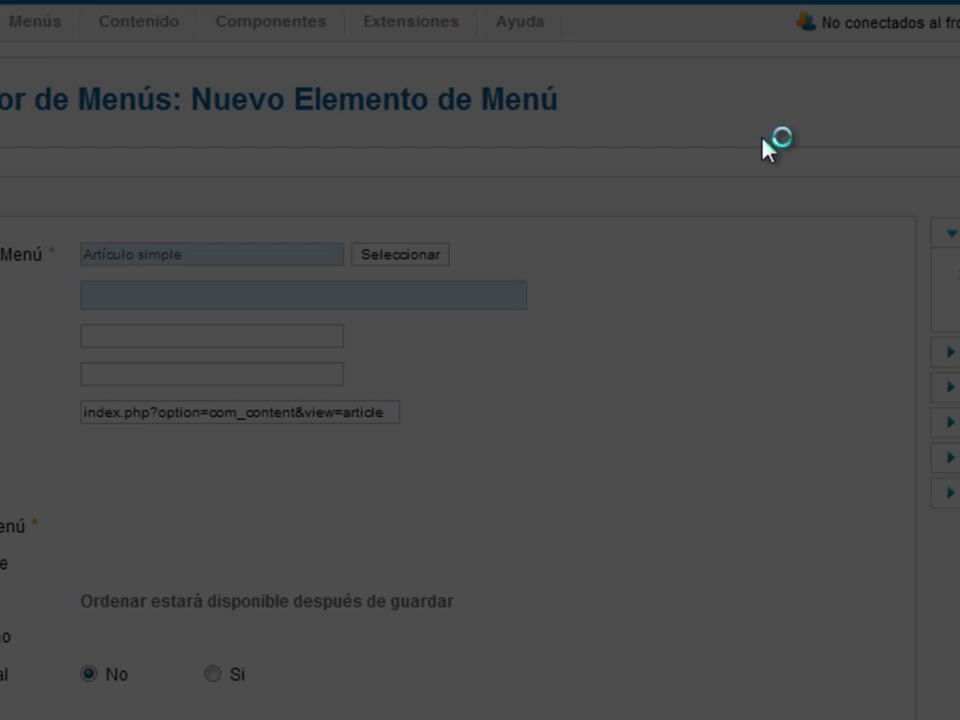 Menús Contenido Componentes Extensiones Ayuda No conectados al
or de Menús: Nuevo Elemento de Menú
Menú * Artículo simple Seleccionar
index.php?option=com_content&view=article
enú *
e
Ordenar estará disponible después de guardar
al No Si